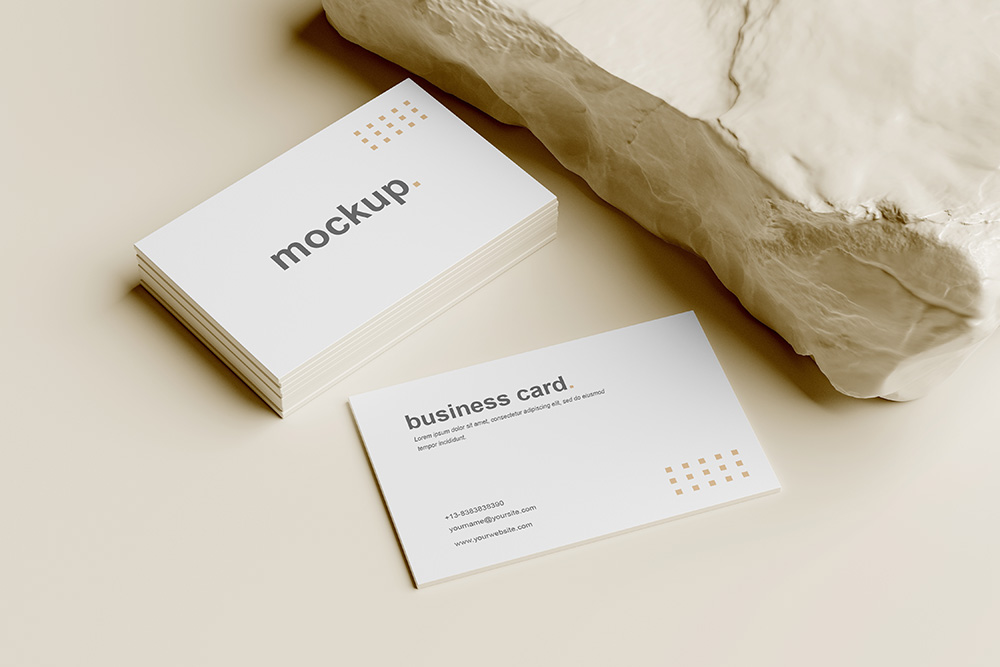 mockup.
business card.
Lorem ipsum dolor sit amet, consectetur adipiscing elit, sed do eiusmod
tempor incididunt.
+13-8383838390
yourname@yoursite.com
www.yourwebsite.com